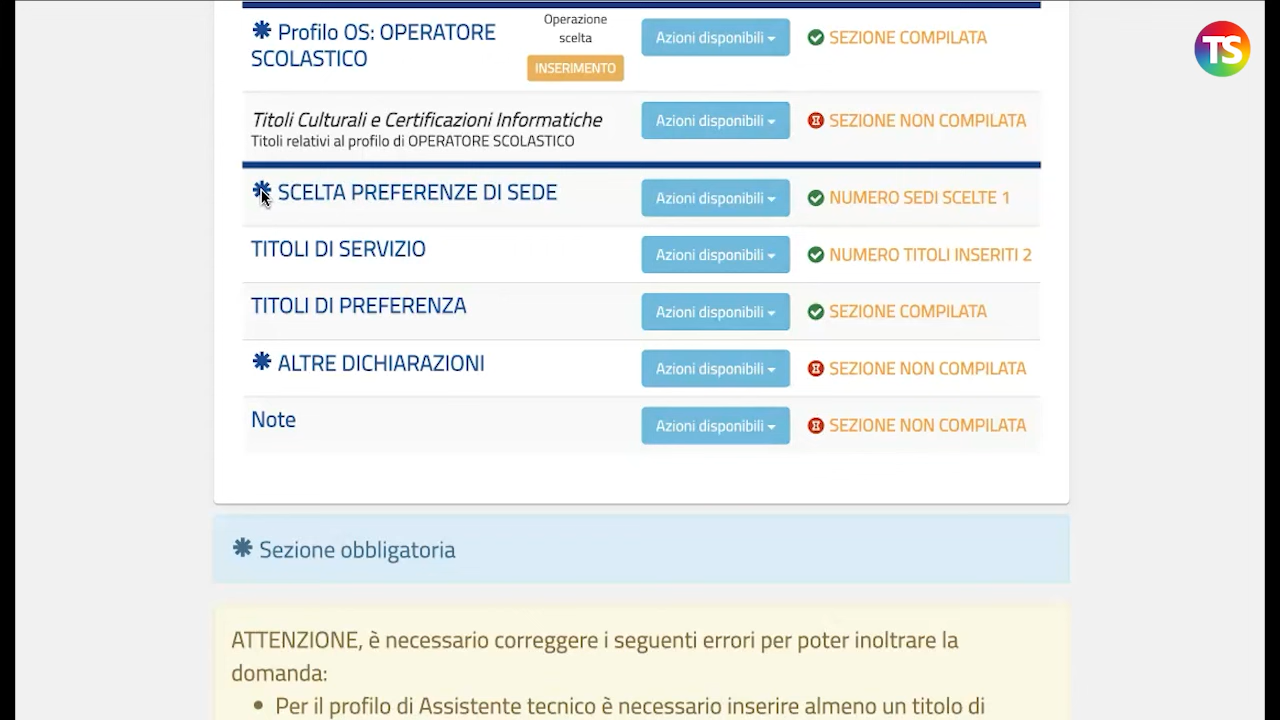 Profilo OS: OPERATORE
SCOLASTICO
Operazione
scelta
INSERIMENTO
Azioni disponibili
SEZIONE COMPILATA
TS
Titoli Culturali e Certificazioni Informatiche
Titoli relativi al profilo di OPERATORE SCOLASTICO
Azioni disponibili
SEZIONE NON COMPILATA
SCELTA PREFERENZE DI SEDE
Azioni disponibili
NUMERO SEDI SCELTE 1
TITOLI DI SERVIZIO
Azioni disponibili
NUMERO TITOLI INSERITI 2
TITOLI DI PREFERENZA
Azioni disponibili
SEZIONE COMPILATA
ALTRE DICHIARAZIONI
Azioni disponibili
SEZIONE NON COMPILATA
Note
Azioni disponibili
SEZIONE NON COMPILATA
Sezione obbligatoria
ATTENZIONE, è necessario correggere i seguenti errori per poter inoltrare la
domanda:
• Per il profilo di Assistente tecnico è necessario inserire almeno un titolo di